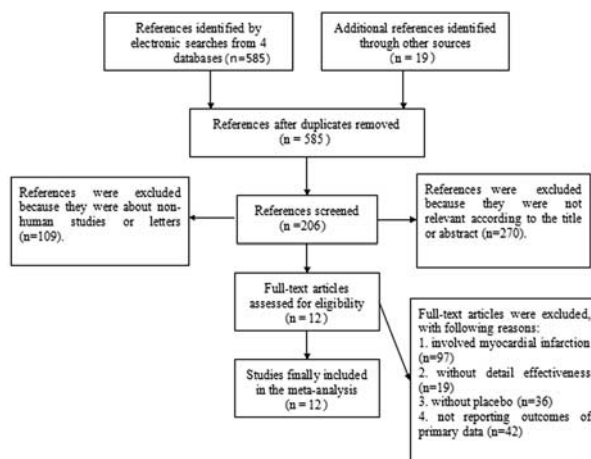 References identified by
electronic searches from 4
databases (n=585)
Additional references identified
through other sources
(n = 19)
References after duplicates removed
(n = 585)
References were excluded
because they were about non-
human studies or letters
(n=109).
References screened
(n =206)
References were excluded
because they were not
relevant according to the title
or abstract (n=270).
Full-text articles
assessed for eligibility
(n = 12)
Full-text articles were excluded,
with following reasons:
1. involved myocardial infarction
(n=97)
2. without detail effectiveness
(n=19)
3. without placebo (n=36)
4. not reporting outcomes of
primary data (n=42)
Studies finally included
in the meta-analysis
(n = 12)